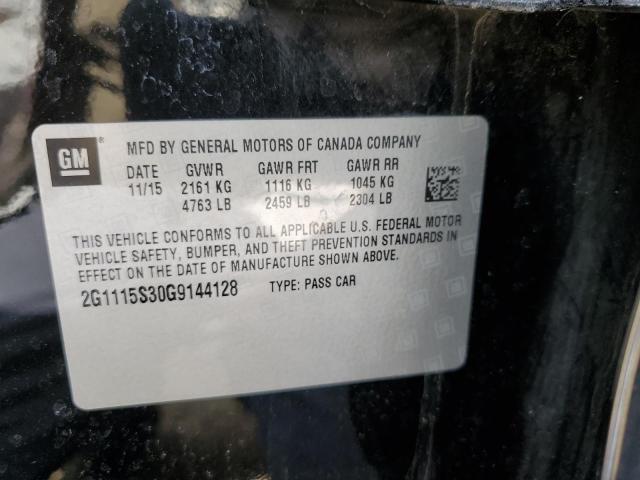 GM ® MFD BY GENERAL MOTORS OF CANADA COMPANY
DATE GVWR GAWR FRT GAWR RR
11/15 2161 KG 1116 KG 1045 KG
4763 LB 2459 LB 2304 LB
THIS VEHICLE CONFORMS TO ALL APPLICABLE U.S. FEDERAL MOTOR
VEHICLE SAFETY, BUMPER, AND THEFT PREVENTION STANDARDS IN
EFFECT ON THE DATE OF MANUFACTURE SHOWN ABOVE.
2G1115S30G9144128 TYPE: PASS CAR